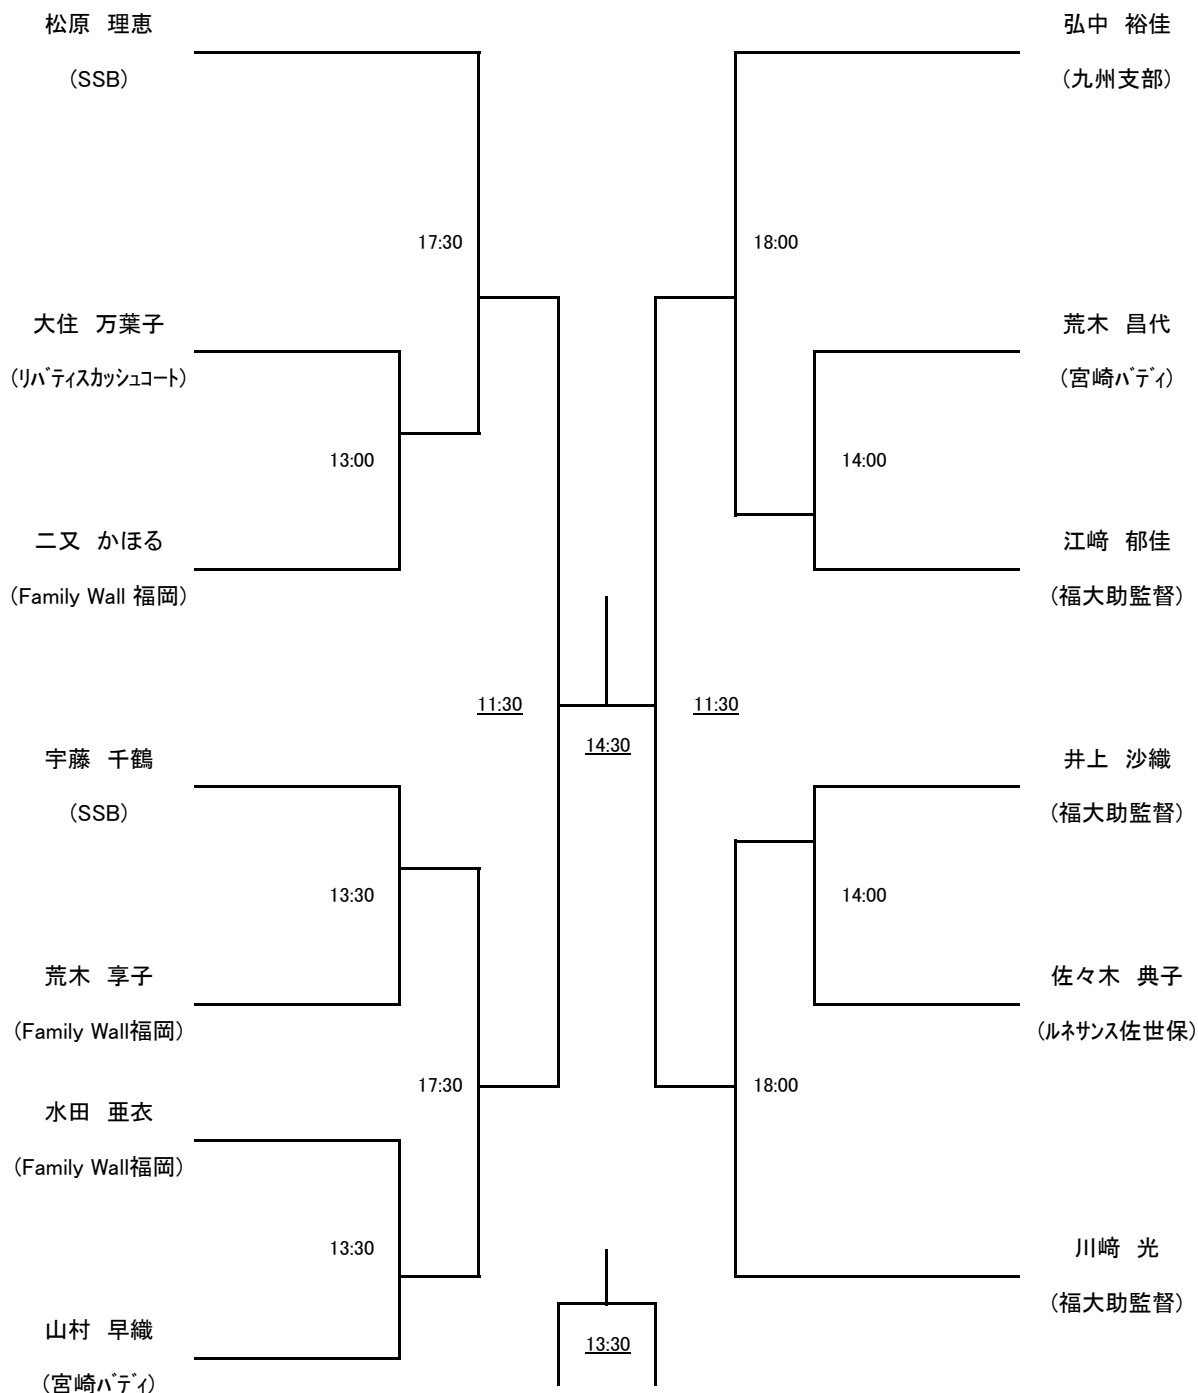 松原　理恵
(SSB)
17:30
大住　万葉子
(ﾘﾊﾞﾃｨｽｶｯｼｭｺｰﾄ)
13:00
二又　かほる
(Family Wall 福岡)
11:30
宇藤　千鶴
(SSB)
13:30
荒木　享子
(Family Wall福岡)
17:30
水田　亜衣
(Family Wall福岡)
13:30
山村　早織
(宮崎ﾊﾞﾃﾞｨ)
14:30
13:30
弘中　裕佳
(九州支部)
18:00
荒木　昌代
(宮崎ﾊﾞﾃﾞｨ)
14:00
江﨑　郁佳
(福大助監督)
11:30
井上　沙織
(福大助監督)
14:00
佐々木　典子
(ﾙﾈｻﾝｽ佐世保)
18:00
川﨑　光
(福大助監督)